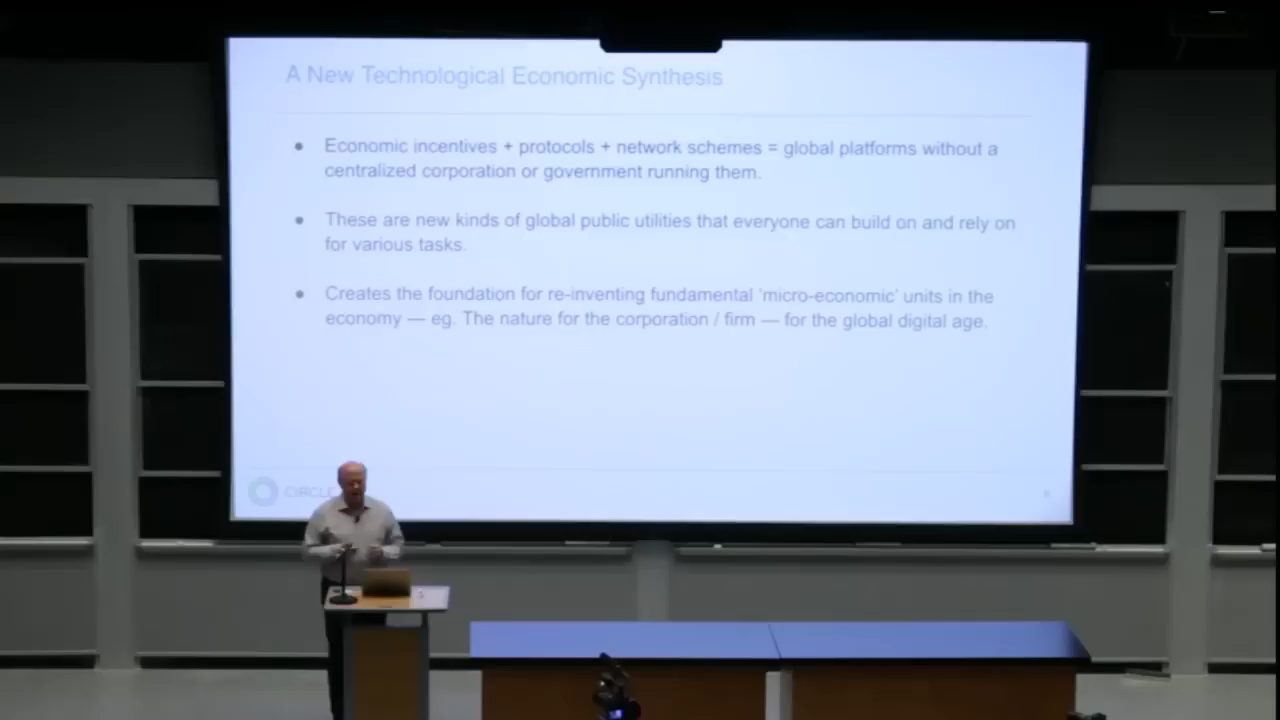 A New Technological Economic Synthesis
● Economic incentives + protocols + network schemes = global platforms without a
centralized corporation or government running them.
● These are new kinds of global public utilities that everyone can build on and rely on
for various tasks.
● Creates the foundation for re-inventing fundamental 'micro-economic' units in the
economy — eg. The nature for the corporation / firm — for the global digital age.
CIRCLE